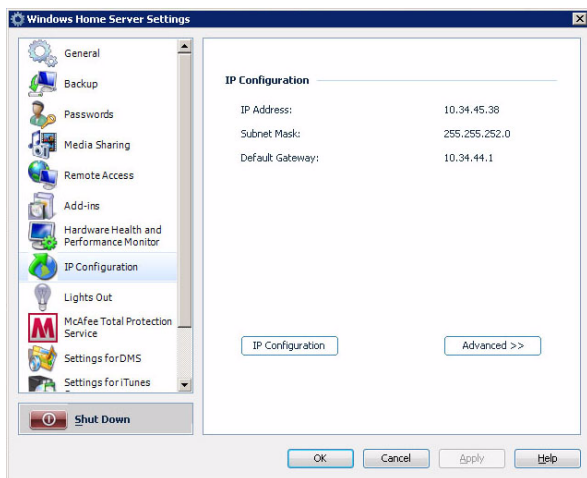 Windows Home Server Settings
General
Backup
Passwords
Media Sharing
Remote Access
Add-ins
Hardware Health and
Performance Monitor
IP Configuration
Lights Out
McAfee Total Protection
Service
Settings for DMS
Settings for iTunes
Shut Down
IP Configuration
IP Address: 10.34.45.38
Subnet Mask: 255.255.252.0
Default Gateway: 10.34.44.1
IP Configuration
Advanced >>
OK
Cancel
Apply
Help